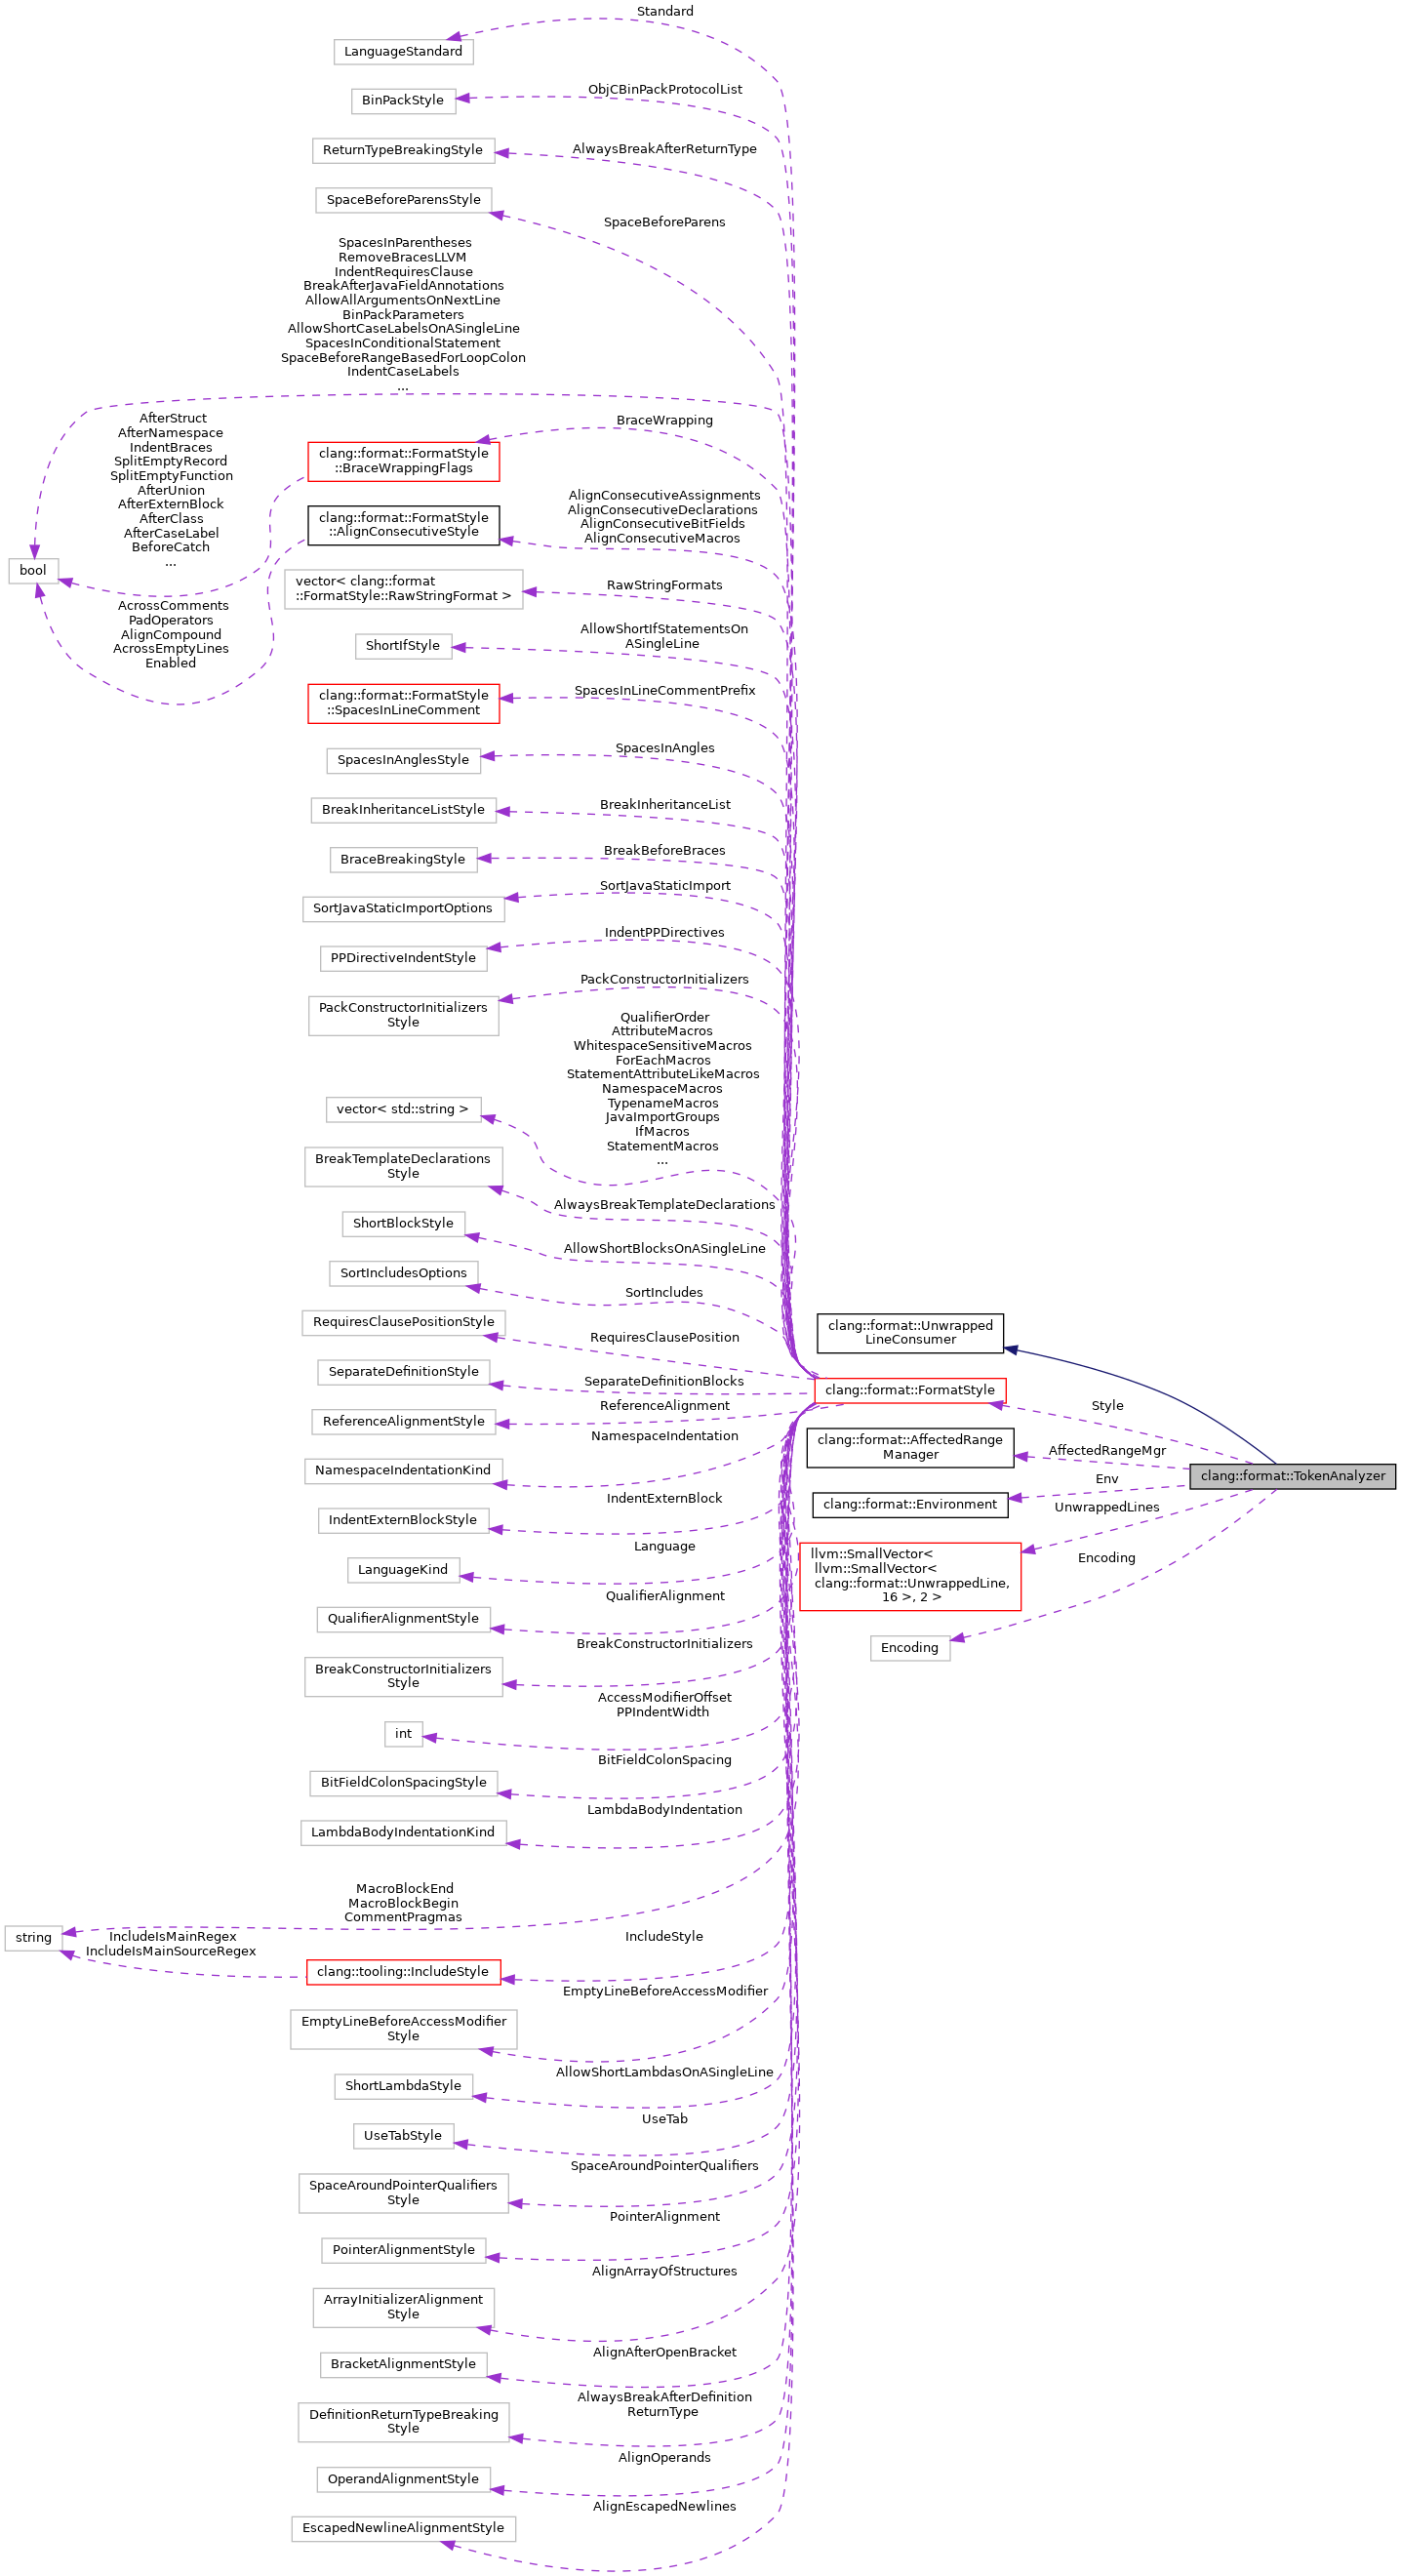 Standard
LanguageStandard
ObjCBinPackProtocolList
BinPackStyle
AlwaysBreakAfterReturnType
ReturnTypeBreakingStyle
SpaceBeforeParensStyle
SpaceBeforeParens
SpacesInParentheses
RemoveBracesLLVM
IndentRequiresClause
BreakAfterJavaFieldAnnotations
AllowAllArgumentsOnNextLine
BinPackParameters
AllowShortCaseLabelsOnASingleLine
SpacesInConditionalStatement
SpaceBeforeRangeBasedForLoopColon
IndentCaseLabels
...
AfterStruct
AfterNamespace
IndentBraces
SplitEmptyRecord
SplitEmptyFunction
AfterUnion
AfterExternBlock
AfterClass
AfterCaseLabel
BeforeCatch
...
BraceWrapping
clang::format::FormatStyle
::BraceWrappingFlags
AlignConsecutiveAssignments
AlignConsecutiveDeclarations
AlignConsecutiveBitFields
AlignConsecutiveMacros
clang::format::FormatStyle
::AlignConsecutiveStyle
bool
vector< clang::format
::FormatStyle::RawStringFormat >
RawStringFormats
AcrossComments
PadOperators
AlignCompound
AcrossEmptyLines
Enabled
AllowShortIfStatementsOn
ASingleLine
ShortIfStyle
clang::format::FormatStyle
::SpacesInLineComment
SpacesInLineCommentPrefix
SpacesInAngles
SpacesInAnglesStyle
BreakInheritanceList
BreakInheritanceListStyle
BreakBeforeBraces
BraceBreakingStyle
SortJavaStaticImport
SortJavaStaticImportOptions
IndentPPDirectives
PPDirectiveIndentStyle
PackConstructorInitializers
PackConstructorInitializers
Style
QualifierOrder
AttributeMacros
WhitespaceSensitiveMacros
ForEachMacros
StatementAttributeLikeMacros
NamespaceMacros
TypenameMacros
JavaImportGroups
IfMacros
StatementMacros
...
vector< std::string >
BreakTemplateDeclarations
Style
AlwaysBreakTemplateDeclarations
ShortBlockStyle
AllowShortBlocksOnASingleLine
SortIncludesOptions
SortIncludes
RequiresClausePositionStyle
RequiresClausePosition
SeparateDefinitionStyle
SeparateDefinitionBlocks
ReferenceAlignmentStyle
ReferenceAlignment
clang::format::Unwrapped
LineConsumer
clang::format::FormatStyle
Style
clang::format::AffectedRange
Manager
AffectedRangeMgr
clang::format::TokenAnalyzer
Env
clang::format::Environment
UnwrappedLines
llvm::SmallVector<
llvm::SmallVector<
clang::format::UnwrappedLine,
16 >, 2 >
Encoding
Encoding
NamespaceIndentation
NamespaceIndentationKind
IndentExternBlock
IndentExternBlockStyle
Language
LanguageKind
QualifierAlignment
QualifierAlignmentStyle
BreakConstructorInitializers
BreakConstructorInitializers
Style
AccessModifierOffset
PPIndentWidth
int
BitFieldColonSpacing
BitFieldColonSpacingStyle
LambdaBodyIndentation
LambdaBodyIndentationKind
MacroBlockEnd
MacroBlockBegin
CommentPragmas
string
IncludeIsMainRegex
IncludeIsMainSourceRegex
IncludeStyle
clang::tooling::IncludeStyle
EmptyLineBeforeAccessModifier
EmptyLineBeforeAccessModifier
Style
AllowShortLambdasOnASingleLine
ShortLambdaStyle
UseTab
UseTabStyle
SpaceAroundPointerQualifiers
SpaceAroundPointerQualifiers
Style
PointerAlignment
PointerAlignmentStyle
AlignArrayOfStructures
ArrayInitializerAlignment
Style
AlignAfterOpenBracket
BracketAlignmentStyle
AlwaysBreakAfterDefinition
ReturnType
DefinitionReturnTypeBreaking
Style
AlignOperands
OperandAlignmentStyle
AlignEscapedNewlines
EscapedNewlineAlignmentStyle